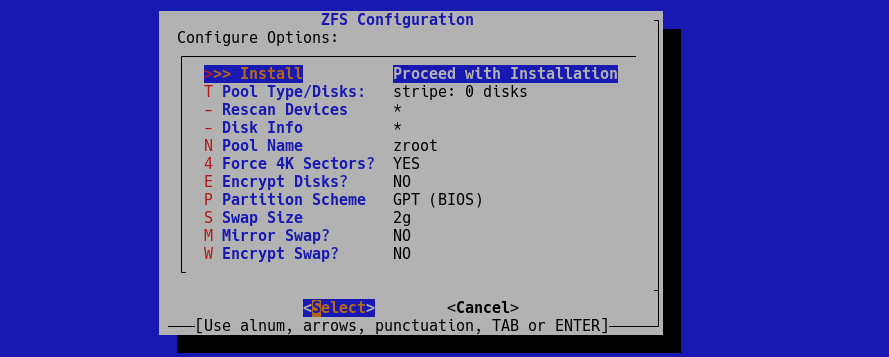 ZFS Configuration
Configure Options:
>>> Install Proceed with Installation
T Pool Type/Disks: stripe: 0 disks
- Rescan Devices *
- Disk Info *
N Pool Name zroot
4 Force 4K Sectors? YES
E Encrypt Disks? NO
P Partition Scheme GPT (BIOS)
S Swap Size 2g
M Mirror Swap? NO
W Encrypt Swap? NO
<Select> <Cancel>
[Use alnum, arrows, punctuation, TAB or ENTER]